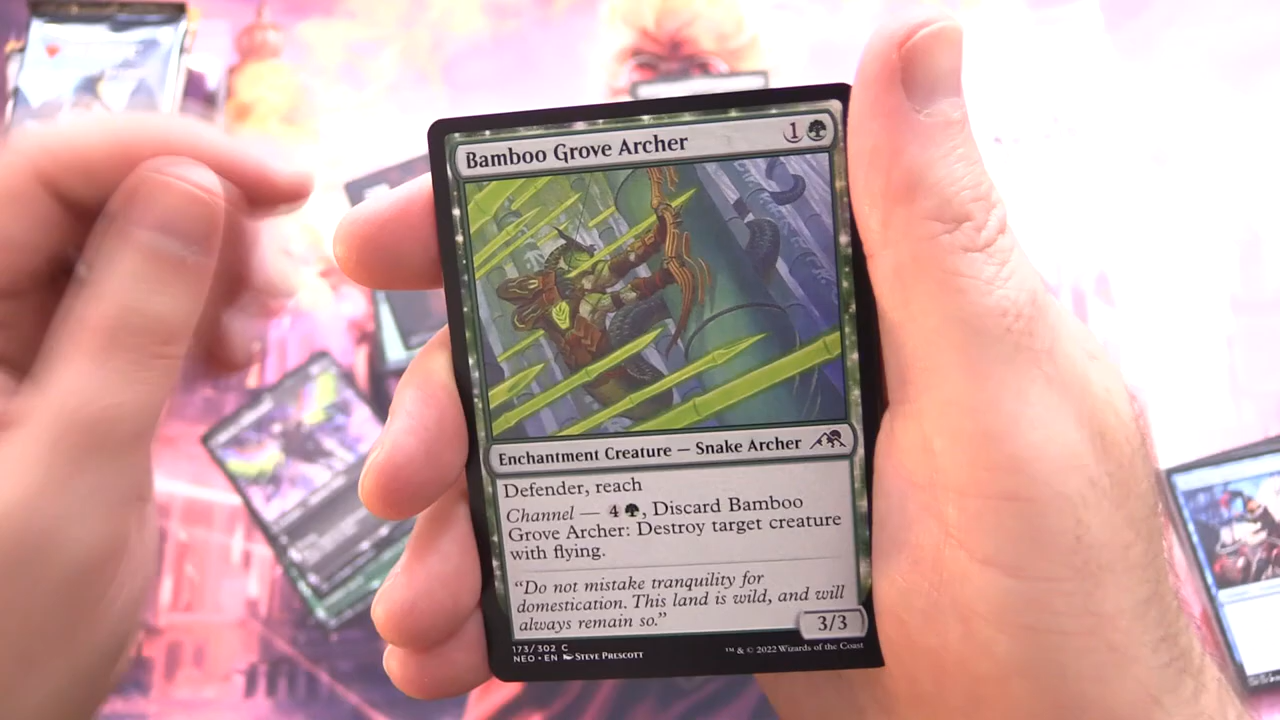 Bamboo Grove Archer 1
Enchantment Creature — Snake Archer
Defender, reach
Channel — 4, Discard Bamboo
Grove Archer: Destroy target creature
with flying.
“Do not mistake tranquility for
domestication. This land is wild, and will
always remain so.”
3/3
173/302 C
NEO • EN Steve Prescott
™ & © 2022 Wizards of the Coast